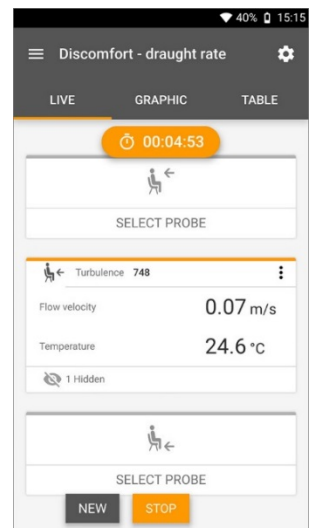 40% 15:15
Discomfort - draught rate
LIVE GRAPHIC TABLE
00:04:53
SELECT PROBE
Turbulence 748
Flow velocity 0.07 m/s
Temperature 24.6 °C
1 Hidden
SELECT PROBE
NEW STOP